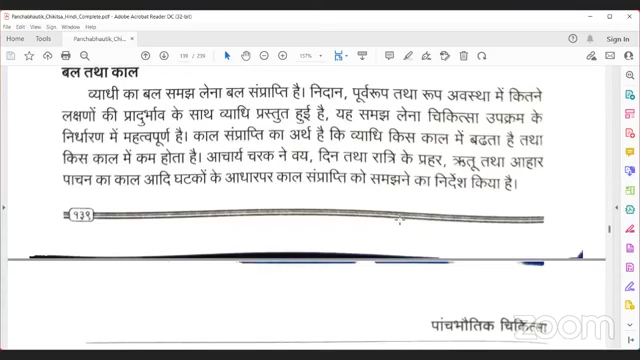 Panchabhautik_Chikitsa_Hindi_Complete.pdf - Adobe Acrobat Reader DC (32-bit)
File Edit View Sign Window Help
Home Tools Panchabhautik_Chiki... × Sign In
139 / 239 157%
बल तथा काल
व्याधी का बल समझ लेना बल संप्राप्ति है। निदान, पूर्वरूप तथा रूप अवस्था में कितने
लक्षणों की प्रादुर्भाव के साथ व्याधि प्रस्तुत हुई है, यह समझ लेना चिकित्सा उपक्रम के
निर्धारण में महत्वपूर्ण है। काल संप्राप्ति का अर्थ है कि व्याधि किस काल में बढता है तथा
किस काल में कम होता है। आचार्य चरक ने वय, दिन तथा रात्रि के प्रहर, ऋतू तथा आहार
पाचन का काल आदि घटकों के आधारपर काल संप्राप्ति को समझने का निर्देश किया है।
१३९
पांचभौतिक चिकित्सा
zoom